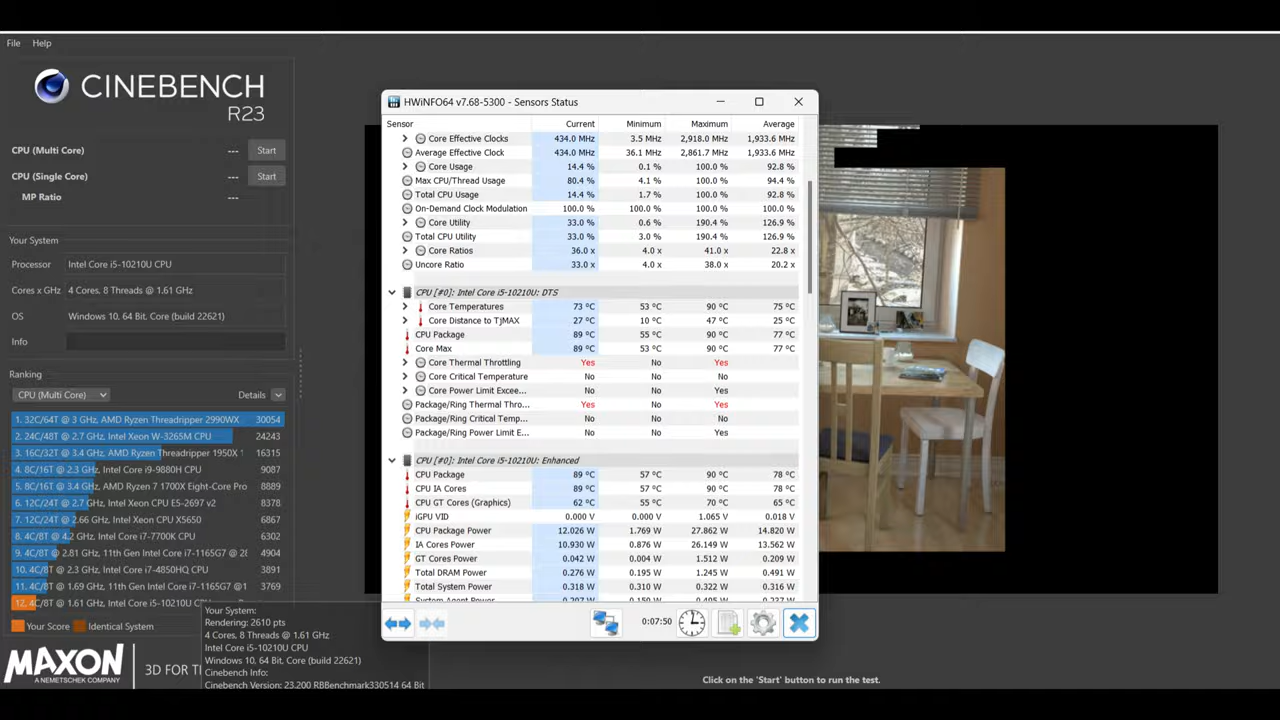 File Help
CINEBENCH
R23
CPU (Multi Core) --- Start
CPU (Single Core) --- Start
MP Ratio ---
Your System
Processor Intel Core i5-10210U CPU
Cores x GHz 4 Cores, 8 Threads @ 1.61 GHz
OS Windows 10, 64 Bit, Core (build 22621)
Info
Ranking
CPU (Multi Core) Details
1. 32C/64T @ 3 GHz, AMD Ryzen Threadripper 2990WX 30054
2. 24C/48T @ 2.7 GHz, Intel Xeon W-3265M CPU 24243
3. 16C/32T @ 3.4 GHz, AMD Ryzen Threadripper 1950X 16315
4. 8C/16T @ 2.3 GHz, Intel Core i9-9880H CPU 9087
5. 8C/16T @ 3.4 GHz, AMD Ryzen 7 1700X Eight-Core Pro 8889
6. 12C/24T @ 2.7 GHz, Intel Xeon CPU E5-2697 v2 8378
7. 12C/24T @ 2.66 GHz, Intel Xeon CPU X5650 6867
8. 4C/8T @ 4.2 GHz, Intel Core i7-7700K CPU 6302
9. 4C/8T @ 2.81 GHz, 11th Gen Intel Core i7-1165G7 @ 28 4904
10. 4C/8T @ 2.3 GHz, Intel Core i7-4850HQ CPU 3891
11. 4C/8T @ 1.69 GHz, 11th Gen Intel Core i7-1165G7 @1 3769
12. 4C/8T @ 1.61 GHz, Intel Core i5-10210U
Your Score Identical System
MAXON
A NEMETSCHEK COMPANY
3D FOR
Your System:
Rendering: 2610 pts
4 Cores, 8 Threads @ 1.61 GHz
Intel Core i5-10210U CPU
Windows 10, 64 Bit, Core (build 22621)
Cinebench Info:
Cinebench Version: 23.200 RBBenchmark330514 64 Bit
HWiNFO64 v7.68-5300 - Sensors Status
Sensor Current Minimum Maximum Average
Core Effective Clocks 434.0 MHz 3.5 MHz 2,918.0 MHz 1,933.6 MHz
Average Effective Clock 434.0 MHz 36.1 MHz 2,861.7 MHz 1,933.6 MHz
Core Usage 14.4 % 0.1 % 100.0 % 92.8 %
Max CPU/Thread Usage 80.4 % 4.1 % 100.0 % 94.4 %
Total CPU Usage 14.4 % 1.7 % 100.0 % 92.8 %
On-Demand Clock Modulation 100.0 % 100.0 % 100.0 % 100.0 %
Core Utility 33.0 % 0.6 % 190.4 % 126.9 %
Total CPU Utility 33.0 % 3.0 % 190.4 % 126.9 %
Core Ratios 36.0 x 4.0 x 41.0 x 22.8 x
Uncore Ratio 33.0 x 4.0 x 38.0 x 20.2 x
CPU [#0]: Intel Core i5-10210U: DTS
Core Temperatures 73 °C 53 °C 90 °C 75 °C
Core Distance to TjMAX 27 °C 10 °C 47 °C 25 °C
CPU Package 89 °C 55 °C 90 °C 77 °C
Core Max 89 °C 53 °C 90 °C 77 °C
Core Thermal Throttling Yes No Yes
Core Critical Temperature No No No
Core Power Limit Excee... No No Yes
Package/Ring Thermal Thro... Yes No Yes
Package/Ring Critical Temp... No No No
Package/Ring Power Limit E... No No Yes
CPU [#0]: Intel Core i5-10210U: Enhanced
CPU Package 89 °C 57 °C 90 °C 78 °C
CPU IA Cores 89 °C 57 °C 90 °C 78 °C
CPU GT Cores (Graphics) 62 °C 55 °C 70 °C 65 °C
iGPU VID 0.000 V 0.000 V 1.065 V 0.018 V
CPU Package Power 12.026 W 1.769 W 27.862 W 14.820 W
IA Cores Power 10.930 W 0.876 W 26.149 W 13.562 W
GT Cores Power 0.042 W 0.004 W 1.512 W 0.209 W
Total DRAM Power 0.276 W 0.195 W 1.245 W 0.491 W
Total System Power 0.318 W 0.310 W 0.322 W 0.316 W
System Agent Power 0.207 W 0.150 W 0.495 W 0.237 W
0:07:50
Click on the 'Start' button to run the test.